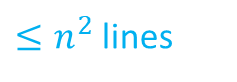 ≤ n² lines